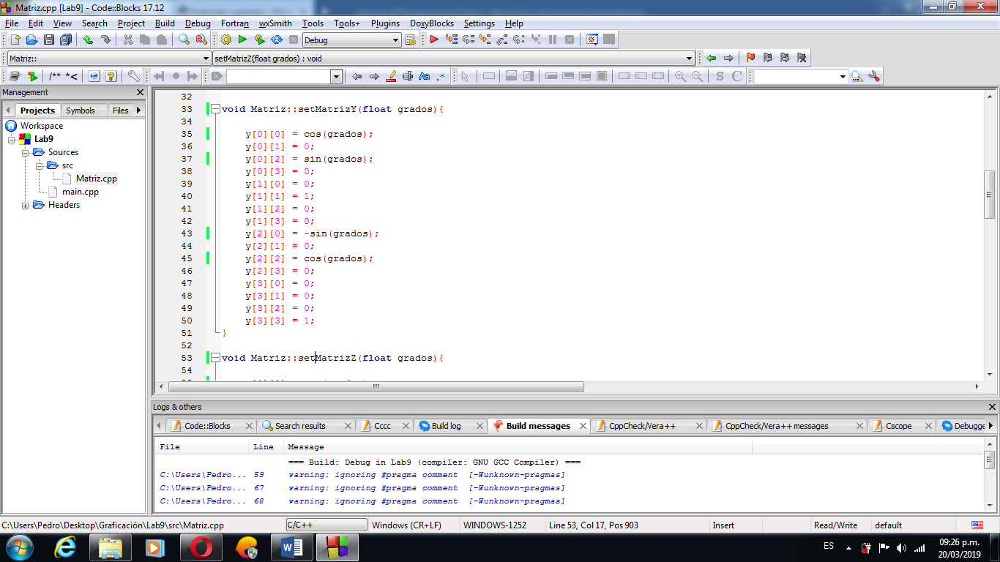 Matriz.cpp [Lab9] - Code::Blocks 17.12
File Edit View Search Project Build Debug Fortran wxSmith Tools Tools+ Plugins DoxyBlocks Settings Help
Debug
Matriz:: setMatrizZ(float grados) : void
/** *< Aa .* S C
Management
Projects Symbols Files
Workspace
Lab9
Sources
src
Matriz.cpp
main.cpp
Headers
32
33 void Matriz::setMatrizY(float grados){
34
35 y[0][0] = cos(grados);
36 y[0][1] = 0;
37 y[0][2] = sin(grados);
38 y[0][3] = 0;
39 y[1][0] = 0;
40 y[1][1] = 1;
41 y[1][2] = 0;
42 y[1][3] = 0;
43 y[2][0] = -sin(grados);
44 y[2][1] = 0;
45 y[2][2] = cos(grados);
46 y[2][3] = 0;
47 y[3][0] = 0;
48 y[3][1] = 0;
49 y[3][2] = 0;
50 y[3][3] = 1;
51 }
52
53 void Matriz::setMatrizZ(float grados){
54
Logs & others
Code::Blocks Search results Cccc Build log Build messages CppCheck/Vera++ CppCheck/Vera++ messages Cscope Debugge
File Line Message
=== Build: Debug in Lab9 (compiler: GNU GCC Compiler) ===
C:\Users\Pedro... 59 warning: ignoring #pragma comment [-Wunknown-pragmas]
C:\Users\Pedro... 67 warning: ignoring #pragma comment [-Wunknown-pragmas]
C:\Users\Pedro... 68 warning: ignoring #pragma comment [-Wunknown-pragmas]
C:\Users\Pedro\Desktop\Graficación\Lab9\src\Matriz.cpp C/C++ Windows (CR+LF) WINDOWS-1252 Line 53, Col 17, Pos 903 Insert Read/Write default
ES 09:26 p.m.
20/03/2019